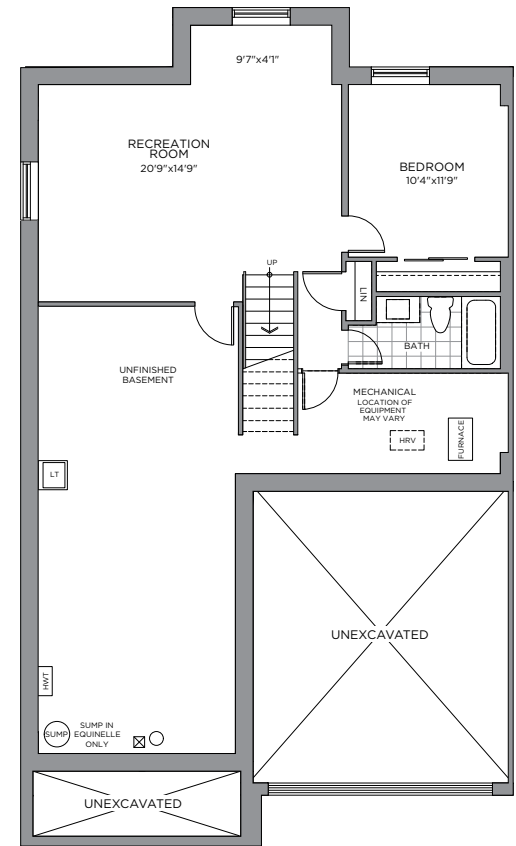 9'7"x4'1"
RECREATION
ROOM
20'9"x14'9"
BEDROOM
10'4"x11'9"
UP
LIN
BATH
UNFINISHED
BASEMENT
MECHANICAL
LOCATION OF
EQUIPMENT
MAY VARY
HRV
FURNACE
LT
UNEXCAVATED
HWT
SUMP
SUMP IN
EQUINELLE
ONLY
UNEXCAVATED